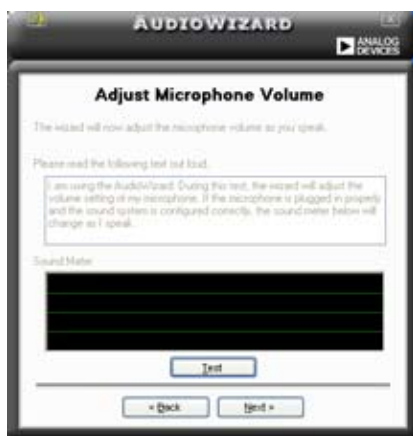 AUDIOWIZARD
ANALOG
DEVICES
Adjust Microphone Volume
The wizard will now adjust the microphone volume as you speak.
Please read the following text out loud.
I am using the AudioWizard. During this test, the wizard will adjust the
volume setting of my microphone. If the microphone is plugged in properly
and the sound system is configured correctly, the sound meter below will
change as I speak.
Sound Meter
Test
< Back
Next >